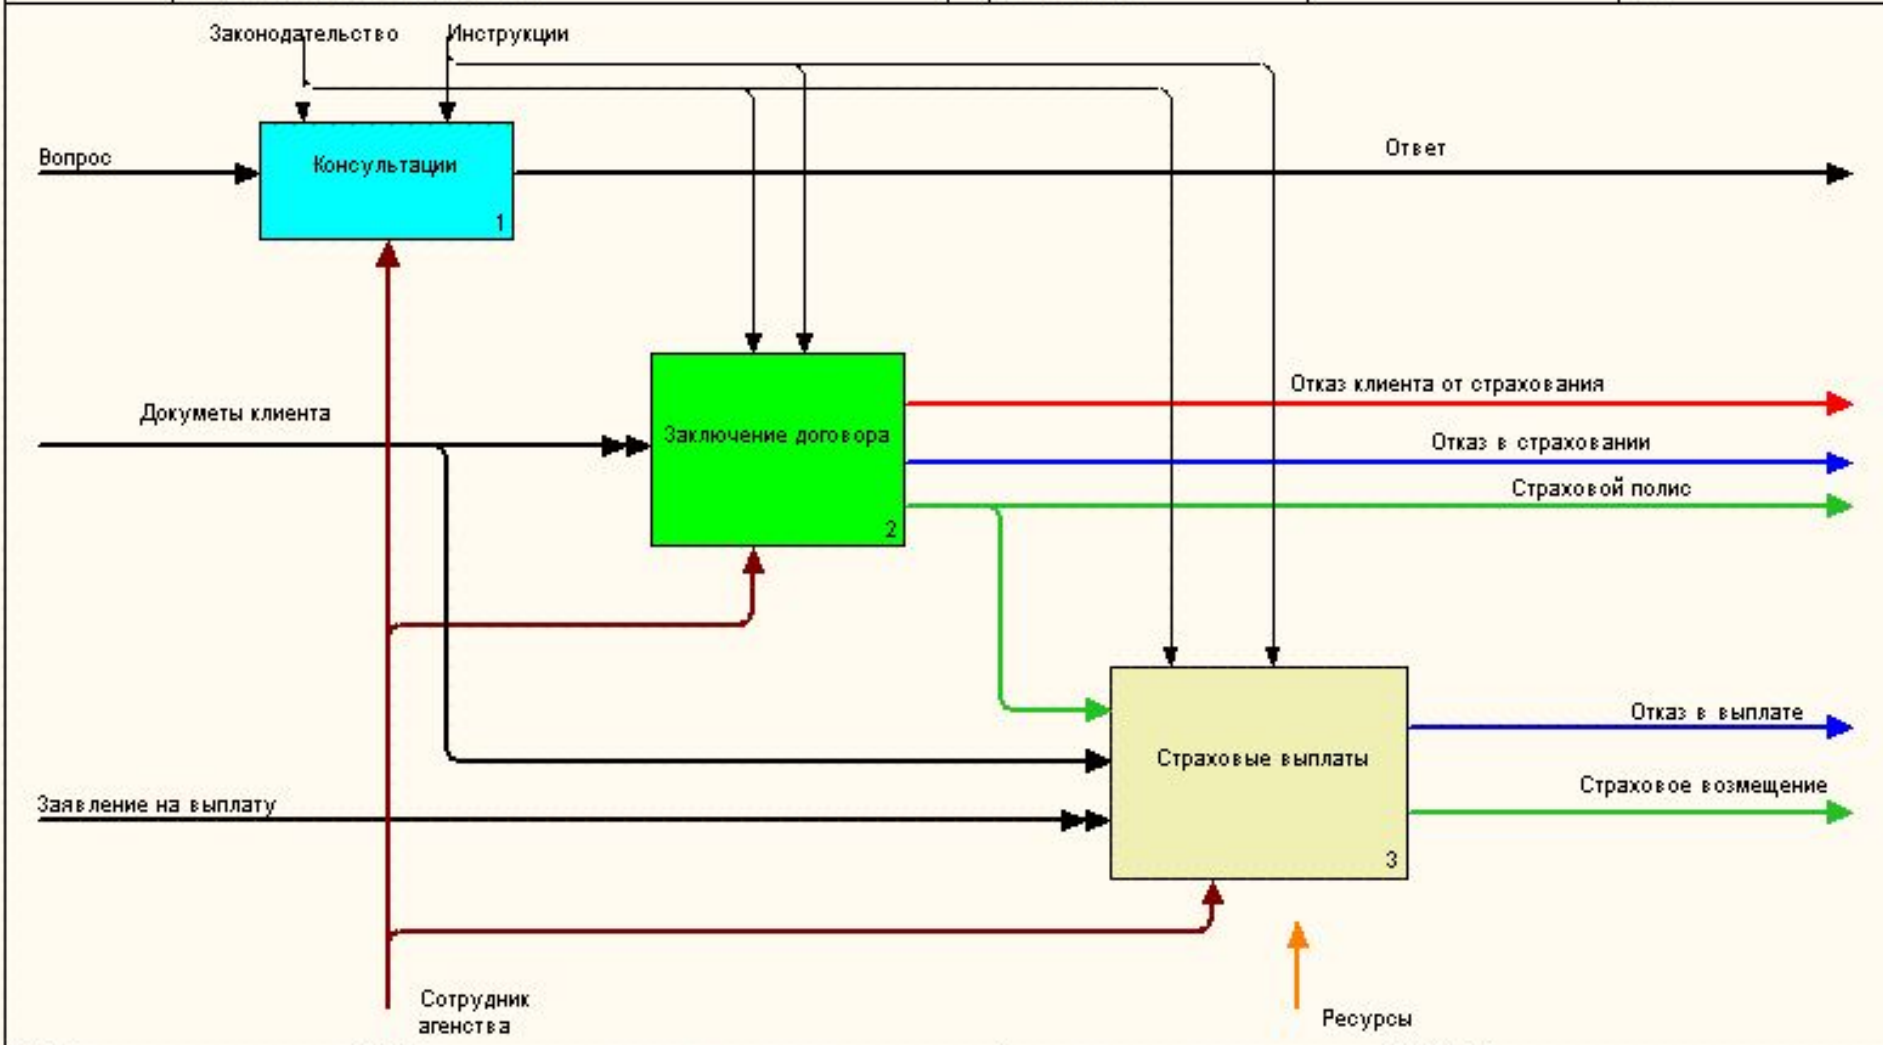 Законодательство
Инструкции
Вопрос
Консультации
1
Ответ
Докуметы клиента
Заключение договора
2
Отказ клиента от страхования
Отказ в страховании
Страховой полис
Заявление на выплату
Страховые выплаты
3
Отказ в выплате
Страховое возмещение
Сотрудник
агенства
Ресурсы